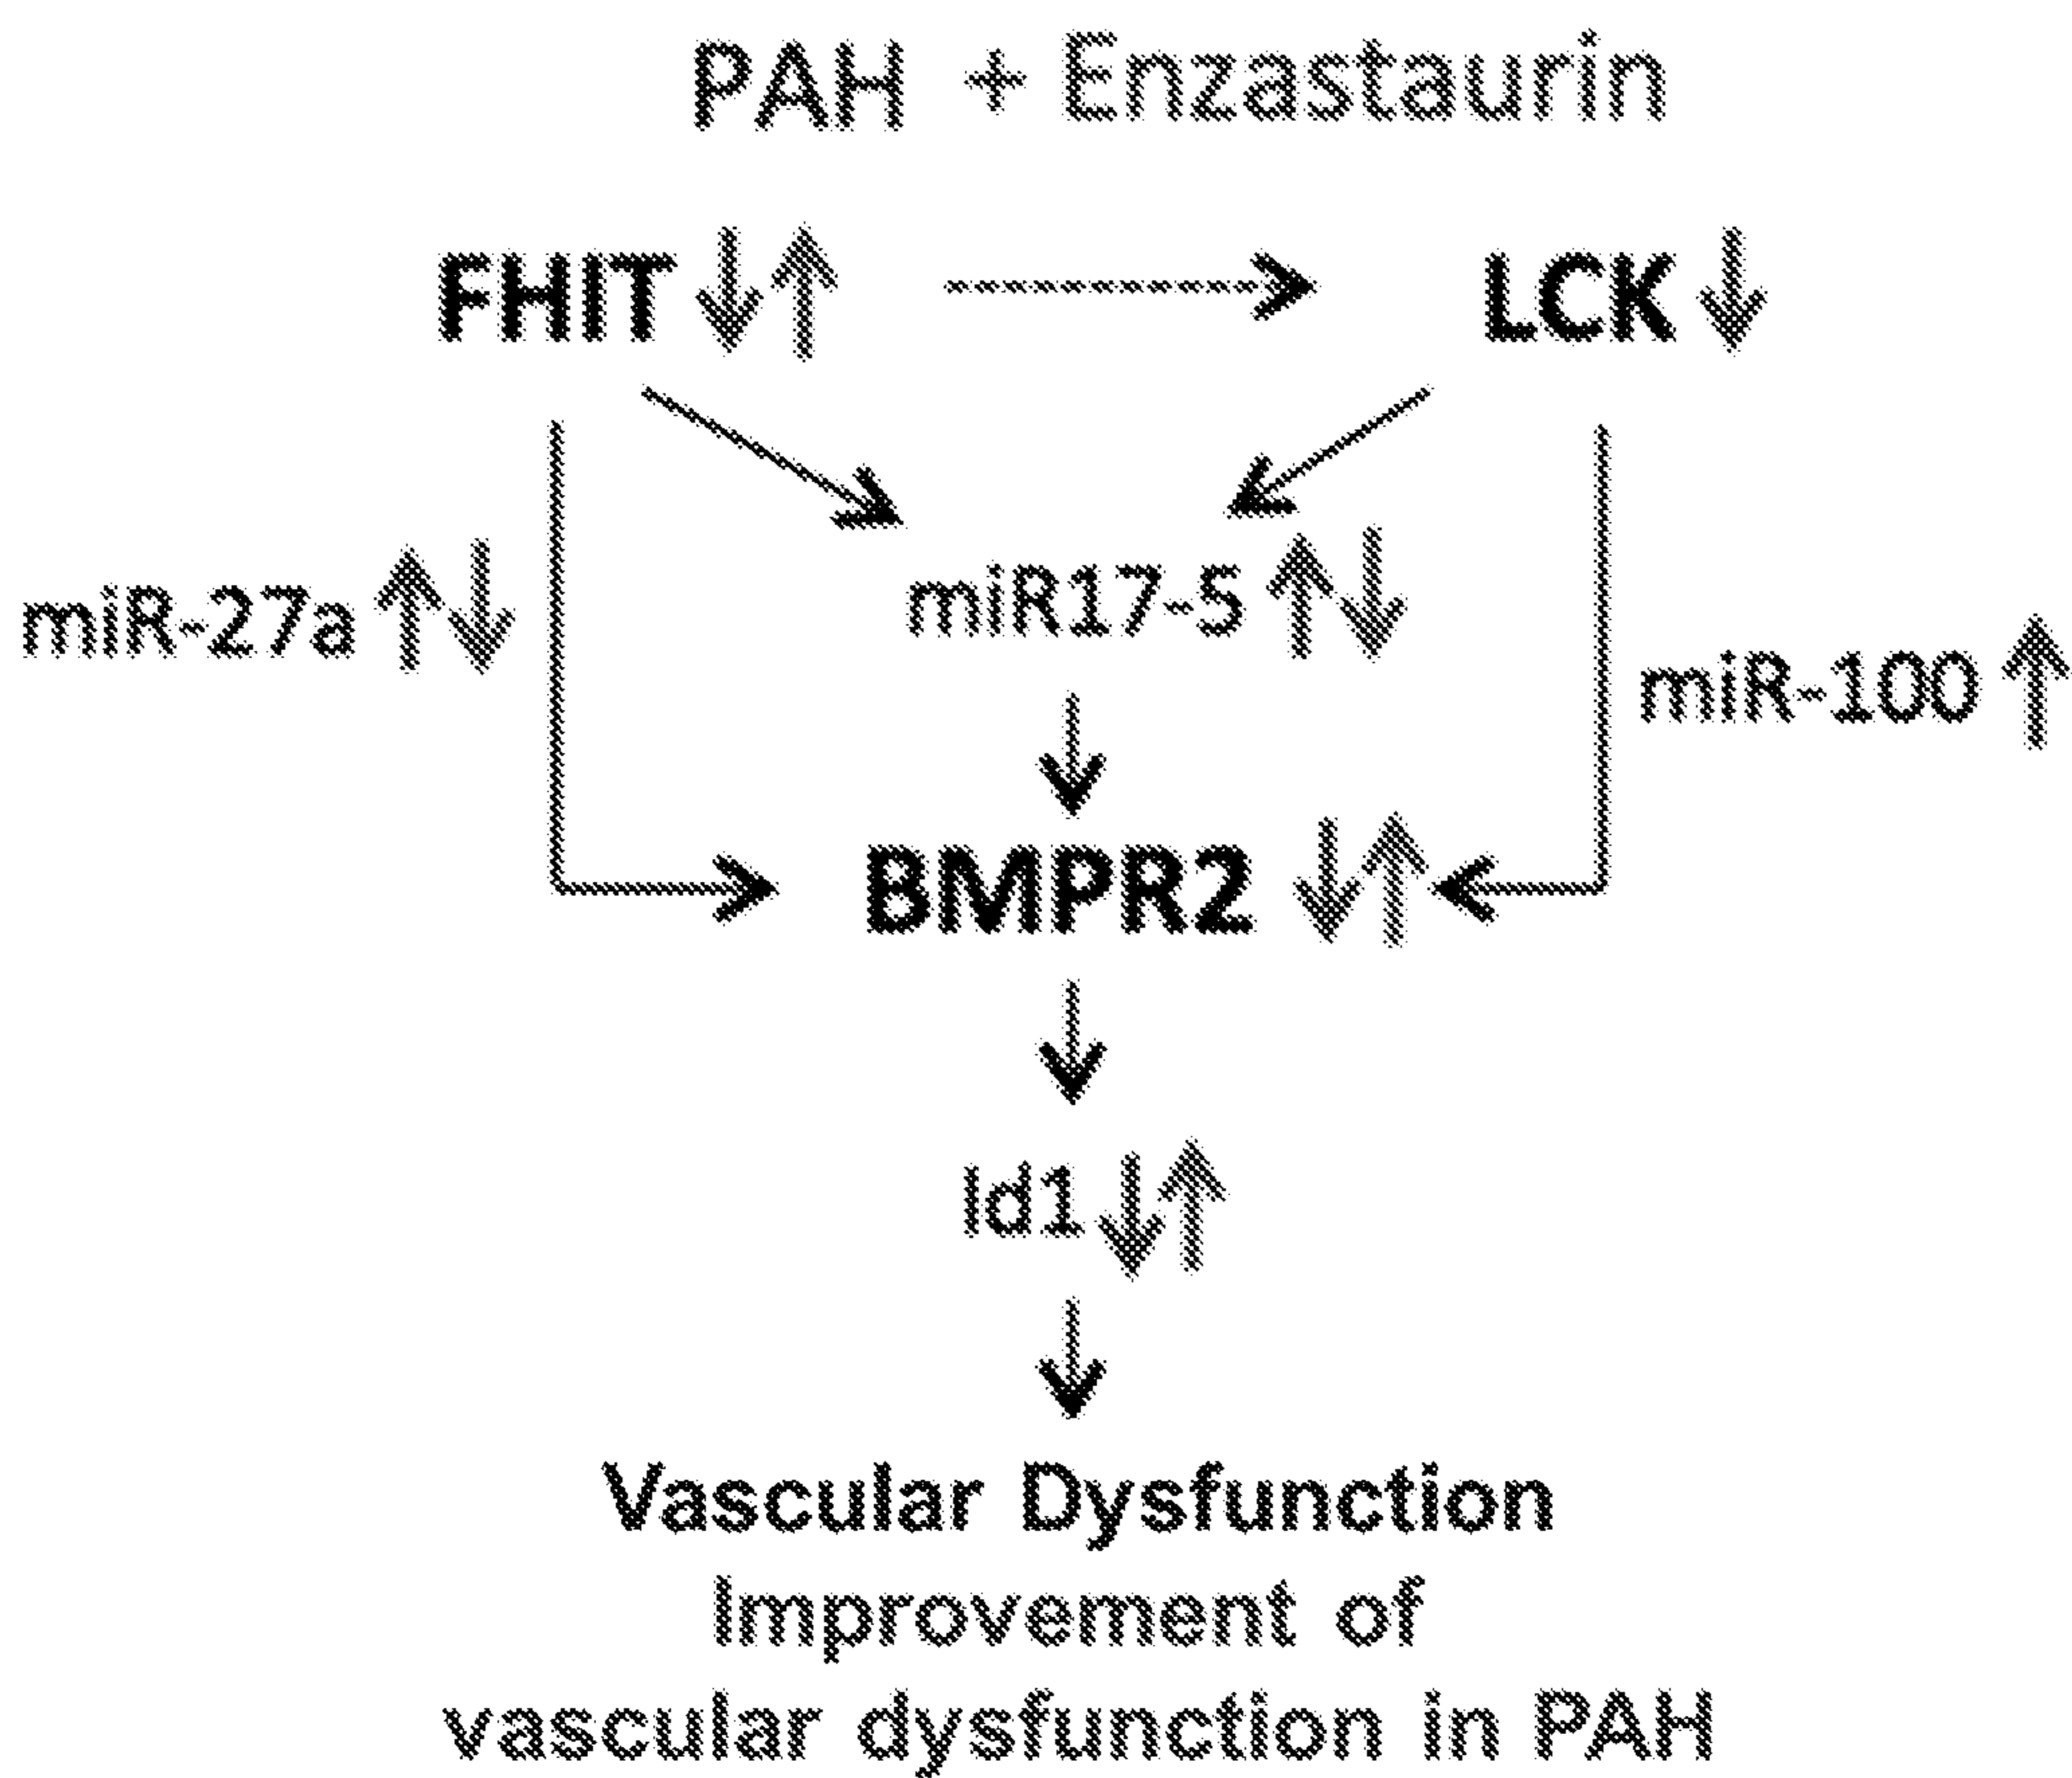 PAH + Enzastaurin
FHIT ↓↑ LCK ↓
miR-27a ↑↓ miR17-5 ↑↓
miR-100 ↑
BMPR2 ↓↑
Id1 ↓↑
Vascular Dysfunction
Improvement of
vascular dysfunction in PAH